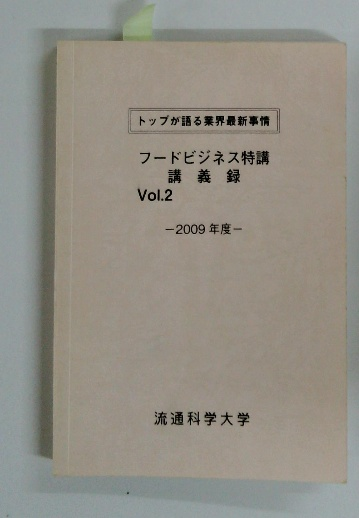 トップが語る業界最新事情
フードビジネス特講
講義録
Vol.2
－2009年度－
流通科学大学